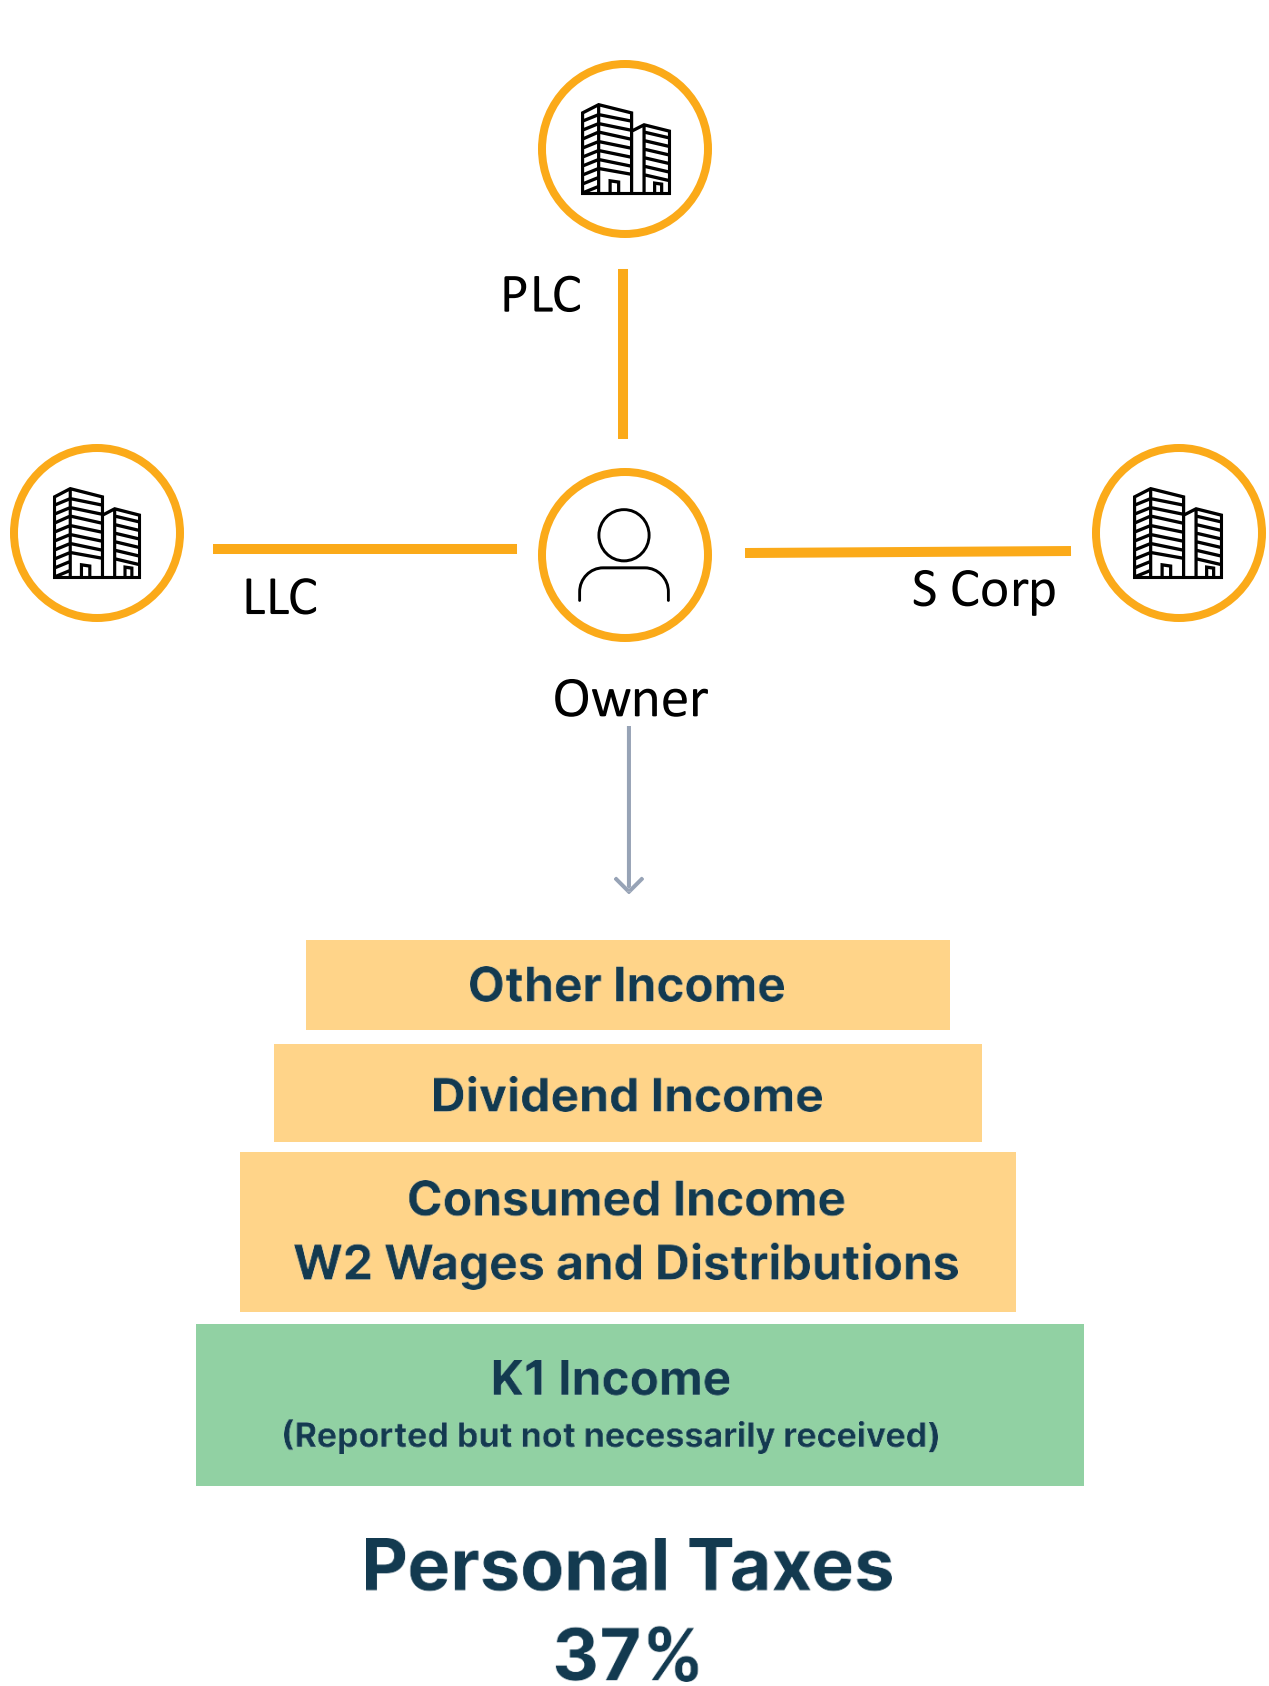 PLC
LLC
S Corp
Owner
Other Income
Dividend Income
Consumed Income
W2 Wages and Distributions
K1 Income
(Reported but not necessarily received)
Personal Taxes
37%